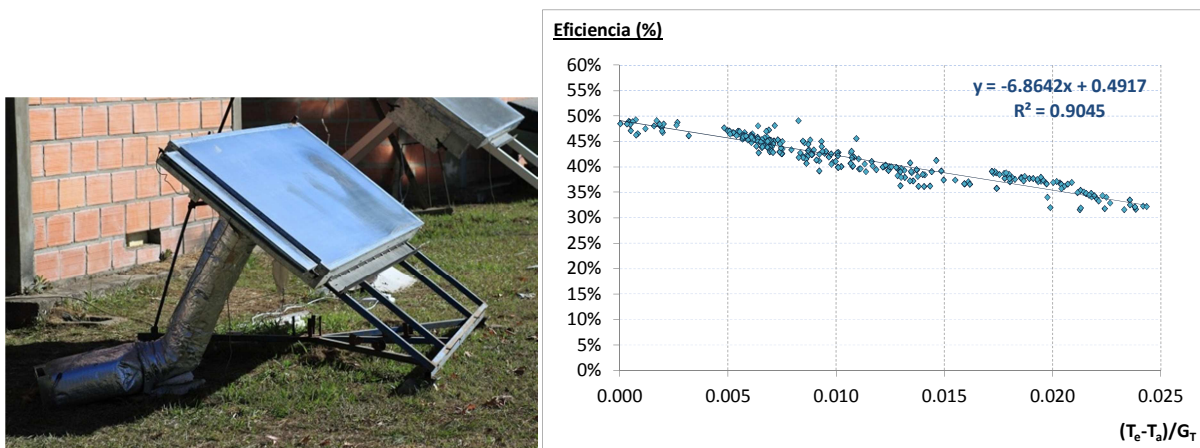 Eficiencia (%)
60%
55%
50%
45%
40%
35%
30%
25%
20%
15%
10%
5%
0%
y = -6.8642x + 0.4917
R² = 0.9045
0.000 0.005 0.010 0.015 0.020 0.025
(Te-Ta)/GT